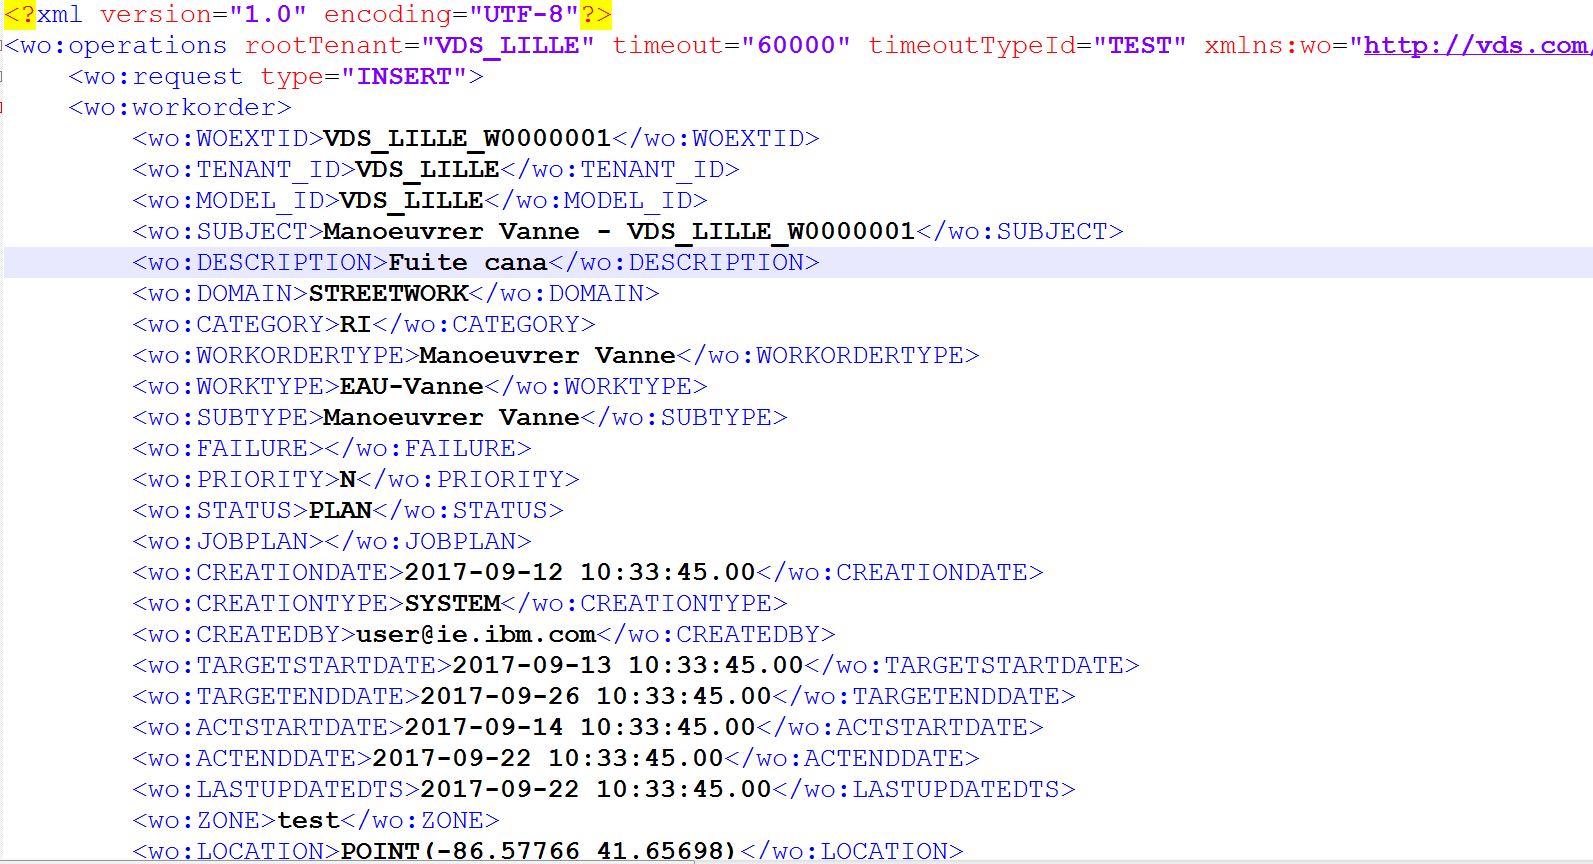 <?xml version="1.0" encoding="UTF-8"?>
<wo:operations rootTenant="VDS_LILLE" timeout="60000" timeoutTypeId="TEST" xmlns:wo="http://vds.com/
<wo:request type="INSERT">
<wo:workorder>
<wo:WOEXTID>VDS_LILLE_W0000001</wo:WOEXTID>
<wo:TENANT_ID>VDS_LILLE</wo:TENANT_ID>
<wo:MODEL_ID>VDS_LILLE</wo:MODEL_ID>
<wo:SUBJECT>Manoeuvrer Vanne - VDS_LILLE_W0000001</wo:SUBJECT>
<wo:DESCRIPTION>Fuite cana</wo:DESCRIPTION>
<wo:DOMAIN>STREETWORK</wo:DOMAIN>
<wo:CATEGORY>RI</wo:CATEGORY>
<wo:WORKORDERTYPE>Manoeuvrer Vanne</wo:WORKORDERTYPE>
<wo:WORKTYPE>EAU-Vanne</wo:WORKTYPE>
<wo:SUBTYPE>Manoeuvrer Vanne</wo:SUBTYPE>
<wo:FAILURE></wo:FAILURE>
<wo:PRIORITY>N</wo:PRIORITY>
<wo:STATUS>PLAN</wo:STATUS>
<wo:JOBPLAN></wo:JOBPLAN>
<wo:CREATIONDATE>2017-09-12 10:33:45.00</wo:CREATIONDATE>
<wo:CREATIONTYPE>SYSTEM</wo:CREATIONTYPE>
<wo:CREATEDBY>user@ie.ibm.com</wo:CREATEDBY>
<wo:TARGETSTARTDATE>2017-09-13 10:33:45.00</wo:TARGETSTARTDATE>
<wo:TARGETENDDATE>2017-09-26 10:33:45.00</wo:TARGETENDDATE>
<wo:ACTSTARTDATE>2017-09-14 10:33:45.00</wo:ACTSTARTDATE>
<wo:ACTENDDATE>2017-09-22 10:33:45.00</wo:ACTENDDATE>
<wo:LASTUPDATEDTS>2017-09-22 10:33:45.00</wo:LASTUPDATEDTS>
<wo:ZONE>test</wo:ZONE>
<wo:LOCATION>POINT(-86.57766 41.65698)</wo:LOCATION>